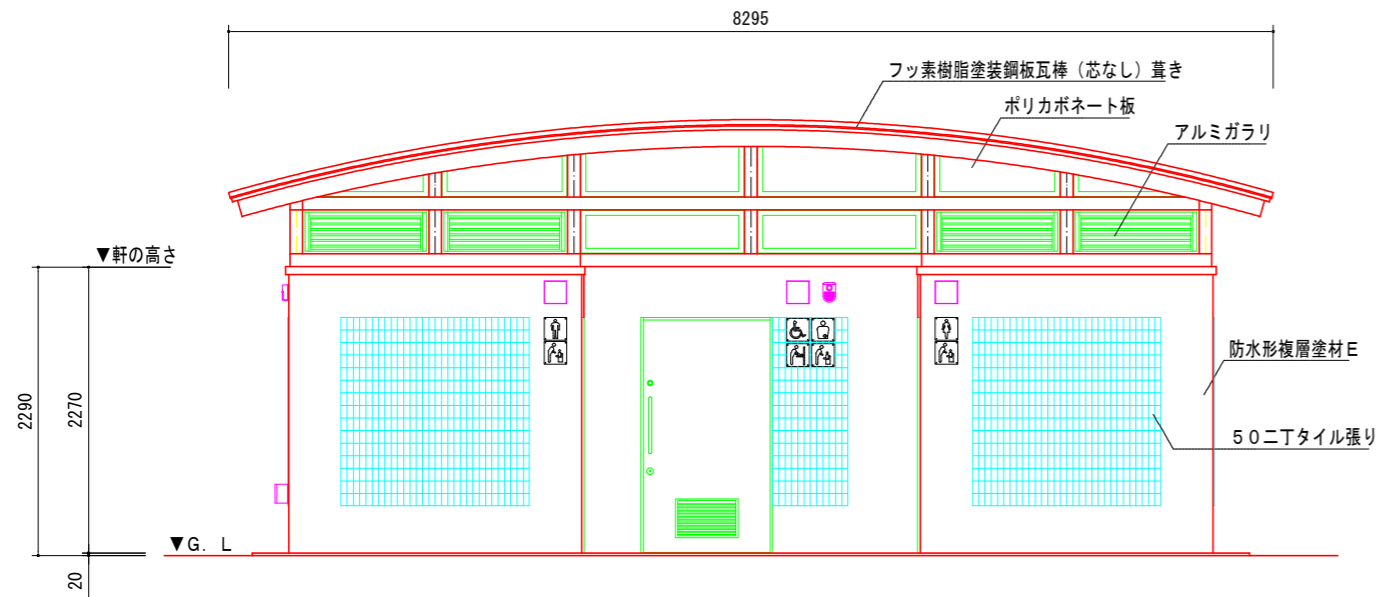 8295
フッ素樹脂塗装鋼板瓦棒（芯なし）葺き
ポリカボネート板
アルミガラリ
▼軒の高さ
防水形複層塗材E
2290
2270
50二丁タイル張り
▼G. L
20